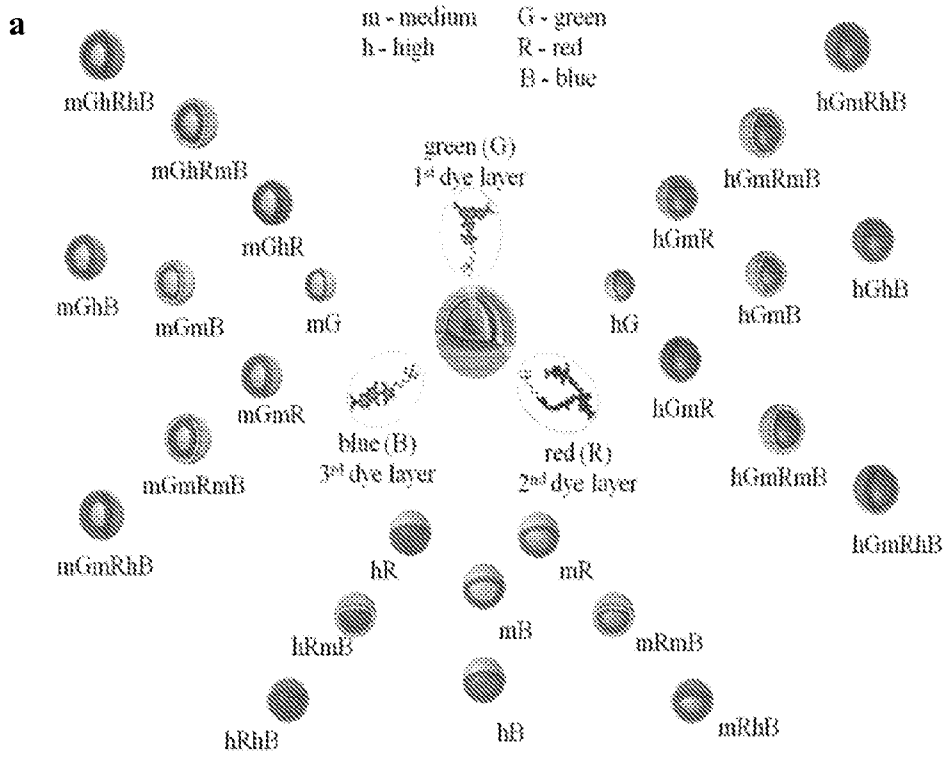 a
m - medium G - green
h - high R - red
B - blue
mGhRhB
hGmRhB
mGhRmB
green (G)
1st dye layer
hGmRmB
mGhR
hGmR
mGhB
mGmB
mG
hG
hGmB
hGhB
mGmR
hGmR
mGmRmB
blue (B)
3rd dye layer
red (R)
2nd dye layer
hGmRmB
mGmRhB
hGmRhB
hR
mR
mB
hRmB
mRmB
hRhB
hB
mRhB